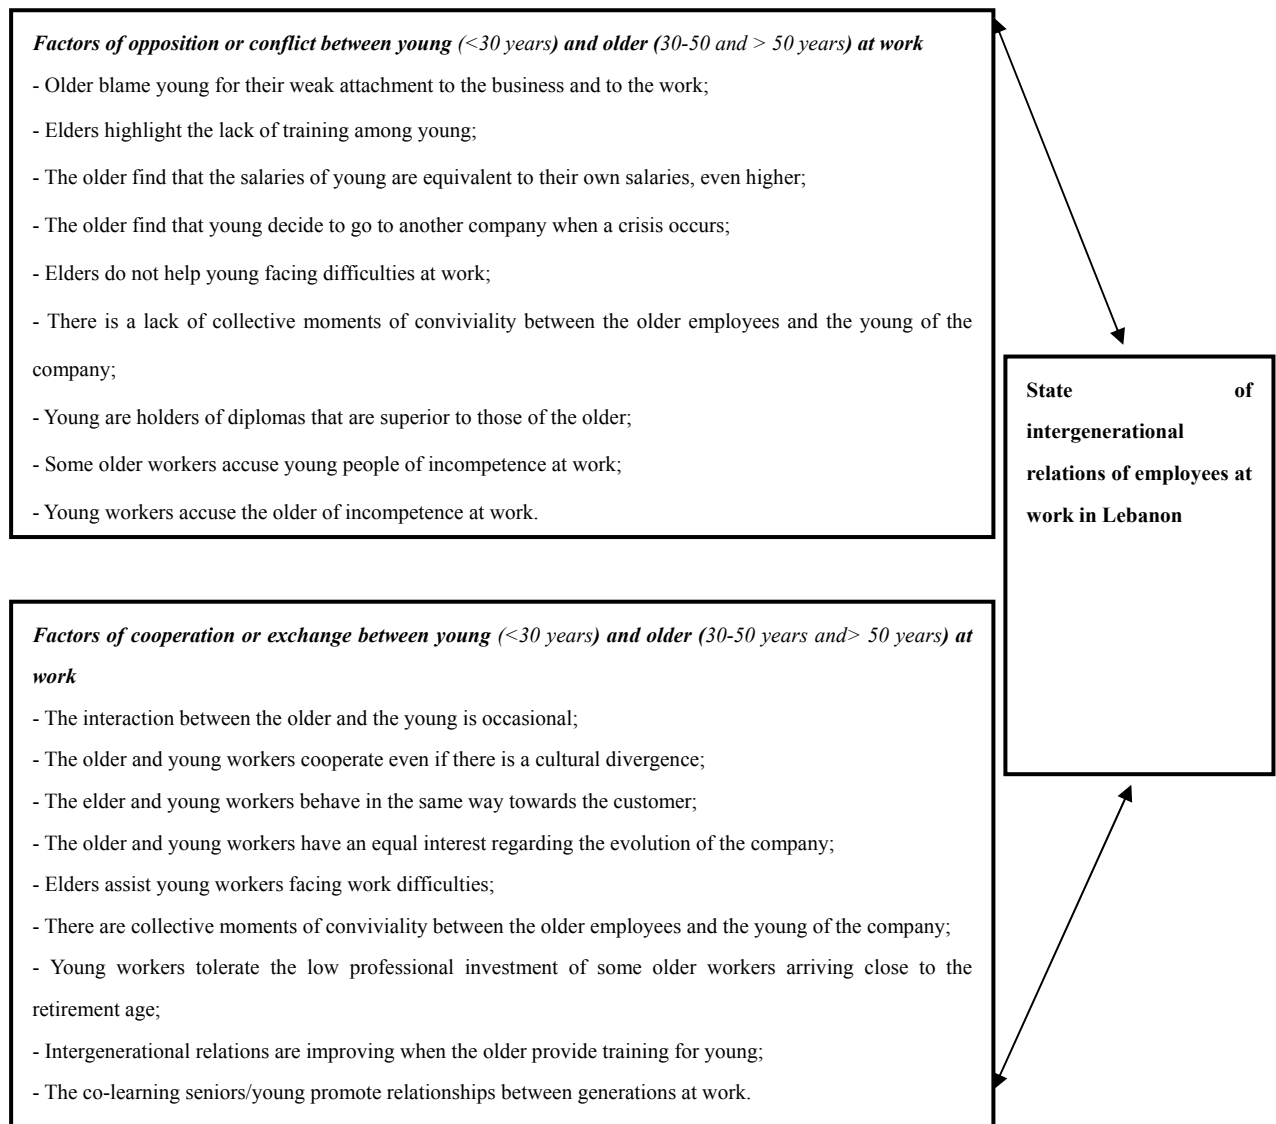 Factors of opposition or conflict between young (<30 years) and older (30-50 and > 50 years) at work
- Older blame young for their weak attachment to the business and to the work;
- Elders highlight the lack of training among young;
- The older find that the salaries of young are equivalent to their own salaries, even higher;
- The older find that young decide to go to another company when a crisis occurs;
- Elders do not help young facing difficulties at work;
- There is a lack of collective moments of conviviality between the older employees and the young of the
company;
- Young are holders of diplomas that are superior to those of the older;
- Some older workers accuse young people of incompetence at work;
- Young workers accuse the older of incompetence at work.
State of
intergenerational
relations of employees at
work in Lebanon
Factors of cooperation or exchange between young (<30 years) and older (30-50 years and> 50 years) at
work
- The interaction between the older and the young is occasional;
- The older and young workers cooperate even if there is a cultural divergence;
- The elder and young workers behave in the same way towards the customer;
- The older and young workers have an equal interest regarding the evolution of the company;
- Elders assist young workers facing work difficulties;
- There are collective moments of conviviality between the older employees and the young of the company;
- Young workers tolerate the low professional investment of some older workers arriving close to the
retirement age;
- Intergenerational relations are improving when the older provide training for young;
- The co-learning seniors/young promote relationships between generations at work.